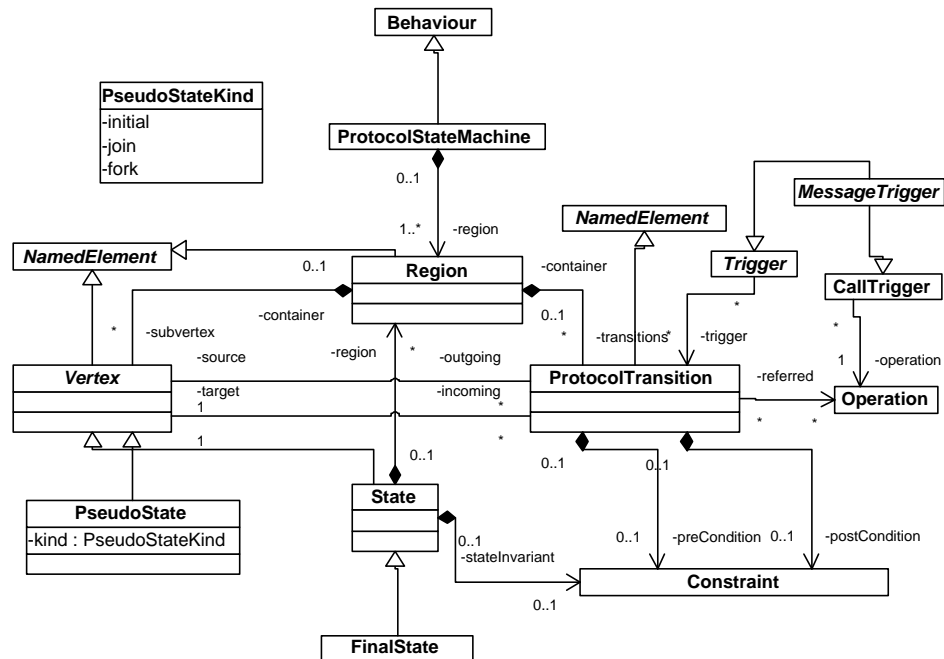 Behaviour
PseudoStateKind
-initial
-join
-fork
ProtocolStateMachine
0..1
1..*
-region
MessageTrigger
NamedElement
NamedElement
Trigger
0..1
Region
-container
0..1
*
CallTrigger
*
-subvertex
-container
-region
*
*
-transitions
*
-trigger
*
1
-operation
-source
-outgoing
Vertex
-target
1
-incoming
*
ProtocolTransition
-referred
*
*
Operation
1
*
0..1
0..1
0..1
State
PseudoState
-kind : PseudoStateKind
0..1
-stateInvariant
0..1
0..1
-preCondition
0..1
-postCondition
Constraint
FinalState